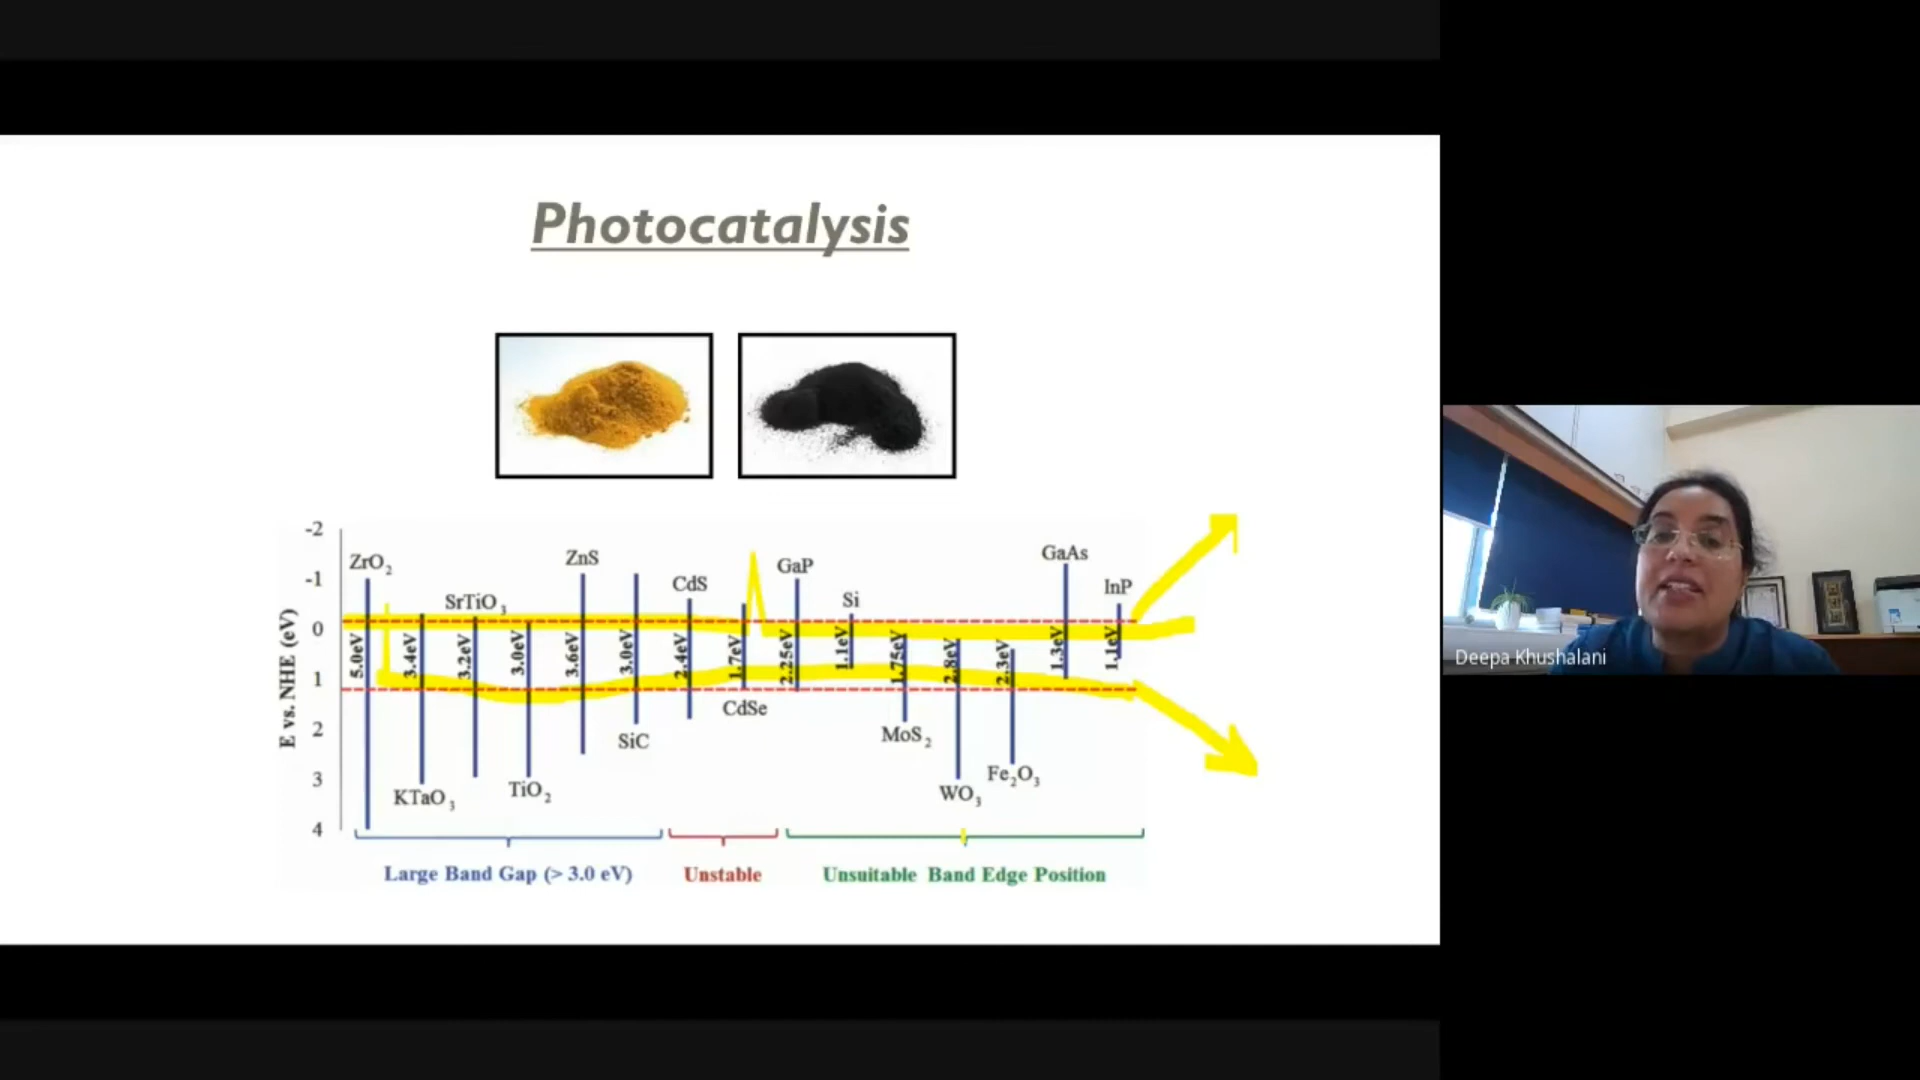 Photocatalysis
-2
-1
0
1
2
3
4
E vs. NHE (eV)
ZrO2
SrTiO3
ZnS
CdS
GaP
Si
GaAs
InP
5.0eV
3.4eV
3.2eV
3.0eV
3.6eV
3.0eV
2.4eV
1.7eV
2.25eV
1.1eV
1.75eV
2.8eV
2.3eV
1.3eV
1.1eV
KTaO3
TiO2
SiC
CdSe
MoS2
WO3
Fe2O3
Large Band Gap (> 3.0 eV)
Unstable
Unsuitable Band Edge Position
Deepa Khushalani